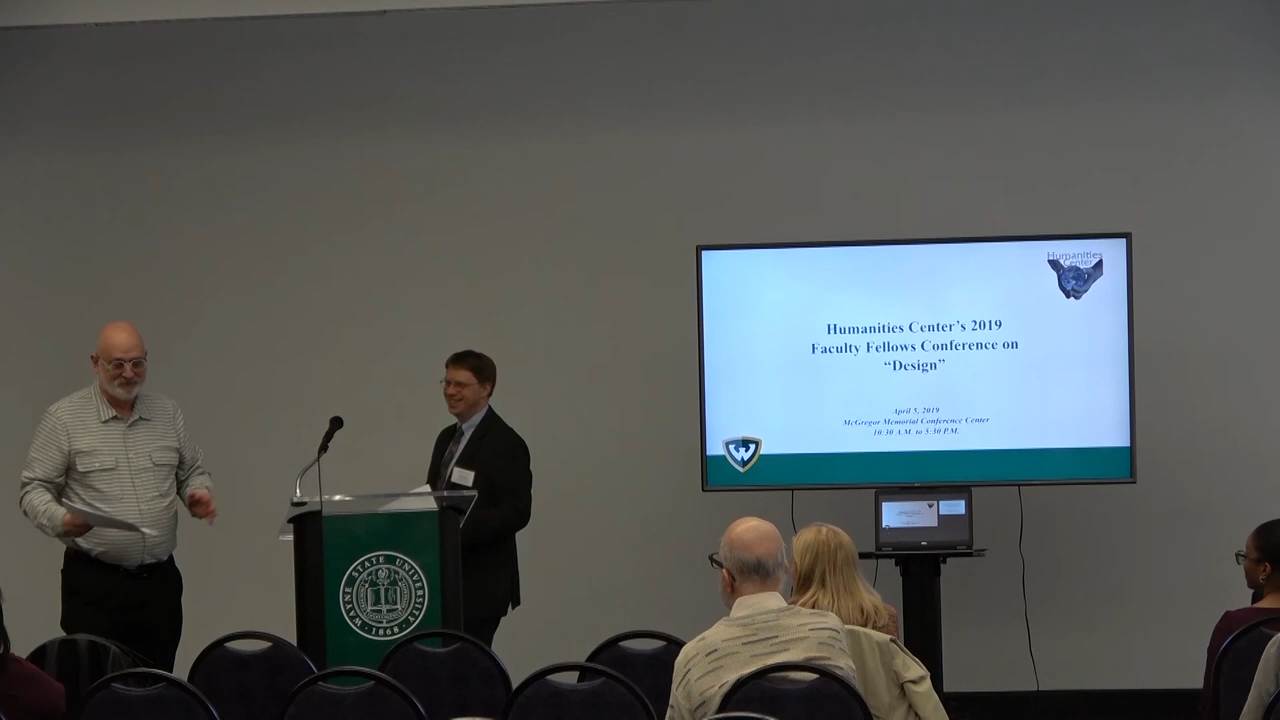 Humanities
Center
Humanities Center's 2019
Faculty Fellows Conference on
“Design”
April 5, 2019
McGregor Memorial Conference Center
10:30 A.M. to 5:30 P.M.
W
WAYNE STATE UNIVERSITY
1868